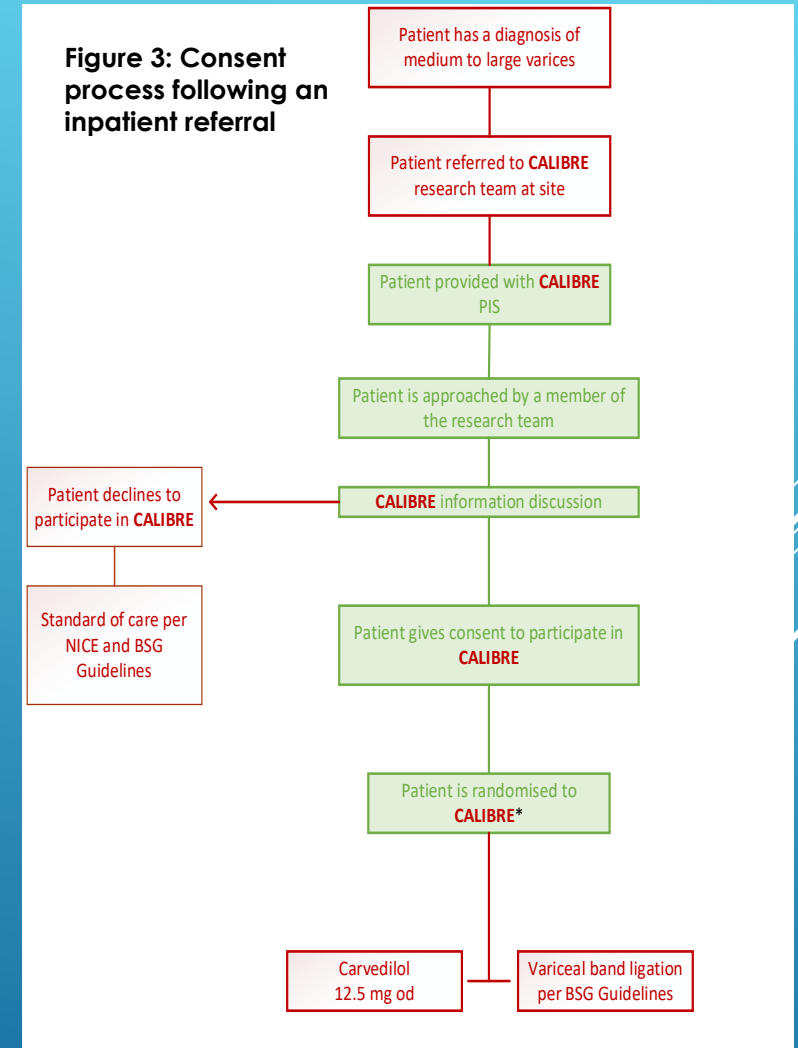 Figure 3: Consent
process following an
inpatient referral
Patient has a diagnosis of
medium to large varices
Patient referred to CALIBRE
research team at site
Patient provided with CALIBRE
PIS
Patient is approached by a member of
the research team
CALIBRE information discussion
Patient declines to
participate in CALIBRE
Standard of care per
NICE and BSG
Guidelines
Patient gives consent to participate in
CALIBRE
Patient is randomised to
CALIBRE*
Carvedilol
12.5 mg od
Variceal band ligation
per BSG Guidelines